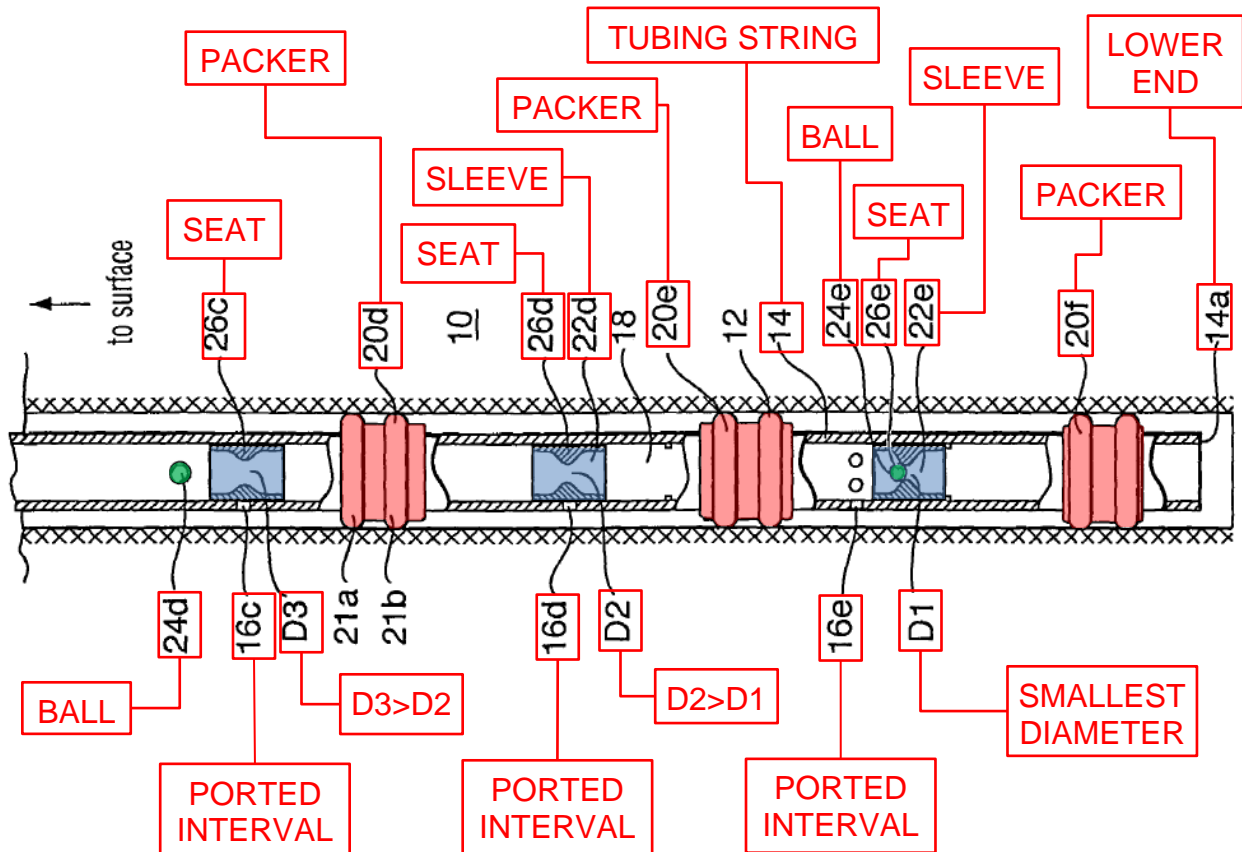 TUBING STRING
LOWER
END
PACKER
SLEEVE
PACKER
BALL
SLEEVE
PACKER
SEAT
SEAT
SEAT
to surface
26c
20d
10
26d
22d
18
20e
12
14
24e
26e
22e
20f
14a
24d
16c
D3
21a
21b
16d
D2
16e
D1
BALL
D3>D2
D2>D1
SMALLEST
DIAMETER
PORTED
INTERVAL
PORTED
INTERVAL
PORTED
INTERVAL